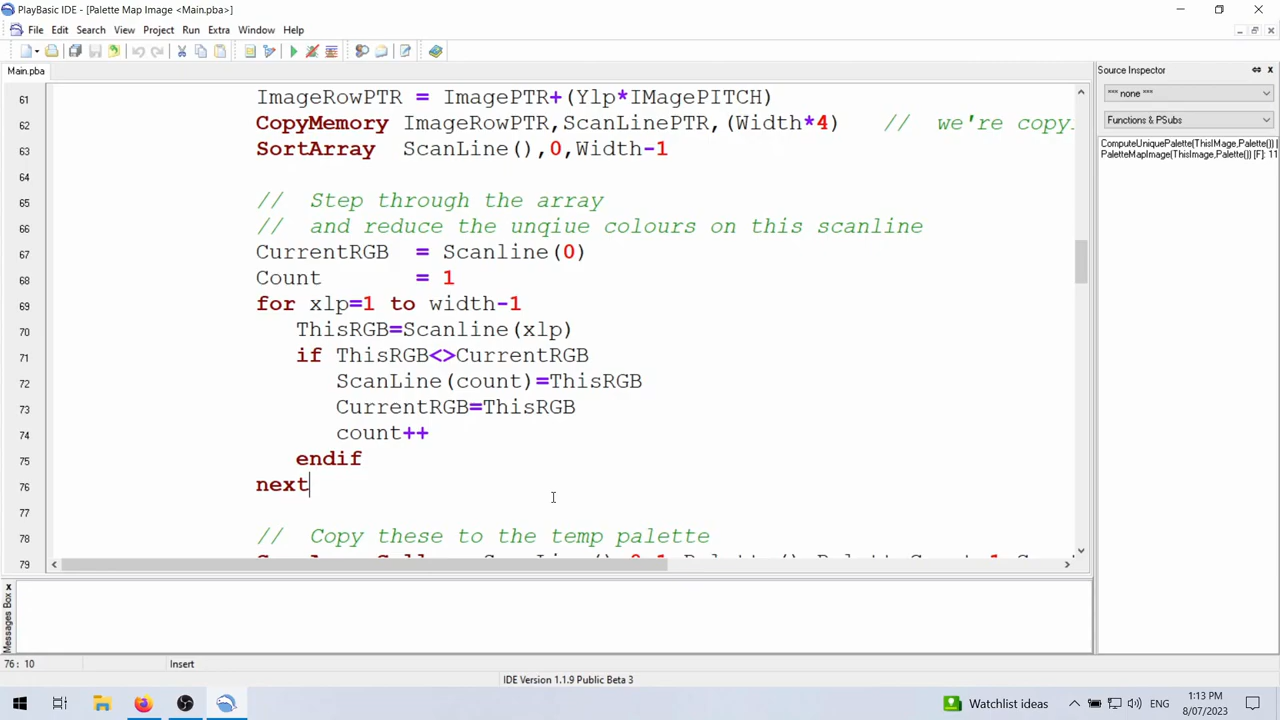 PlayBasic IDE - [Palette Map Image <Main.pba>]
File Edit Search View Project Run Extra Window Help
Main.pba
61 ImageRowPTR = ImagePTR+(Ylp*IMagePITCH)
62 CopyMemory ImageRowPTR,ScanLinePTR,(Width*4) // we're copy
63 SortArray ScanLine(),0,Width-1
64
65 // Step through the array
66 // and reduce the unqiue colours on this scanline
67 CurrentRGB = Scanline(0)
68 Count = 1
69 for xlp=1 to width-1
70 ThisRGB=Scanline(xlp)
71 if ThisRGB<>CurrentRGB
72 ScanLine(count)=ThisRGB
73 CurrentRGB=ThisRGB
74 count++
75 endif
76 next
77
78 // Copy these to the temp palette
79
Source Inspector
*** none ***
Functions & PSubs
ComputeUniquePalette(ThisIMage,Palette()) [
PaletteMapImage(ThisImage,Palette()) [F]: 11
Messages Box
76: 10 Insert
IDE Version 1.1.9 Public Beta 3
Watchlist ideas
ENG
1:13 PM
8/07/2023